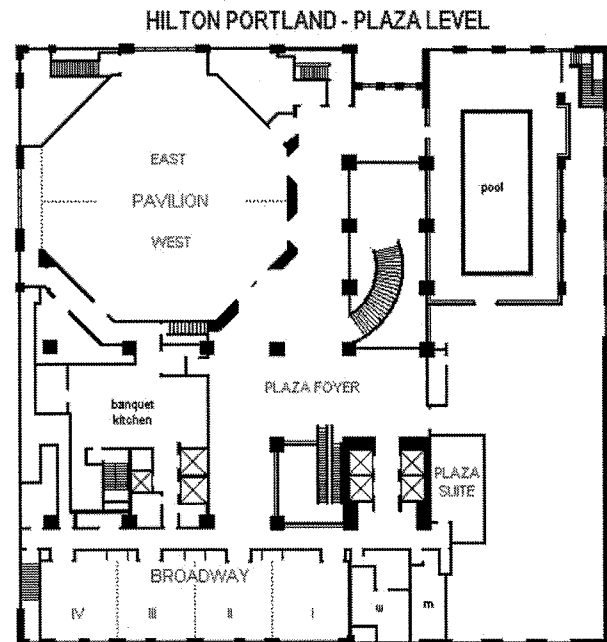 HILTON PORTLAND - PLAZA LEVEL
EAST
PAVILION
WEST
pool
PLAZA FOYER
banquet
kitchen
PLAZA
SUITE
BROADWAY
IV III II I
w
m